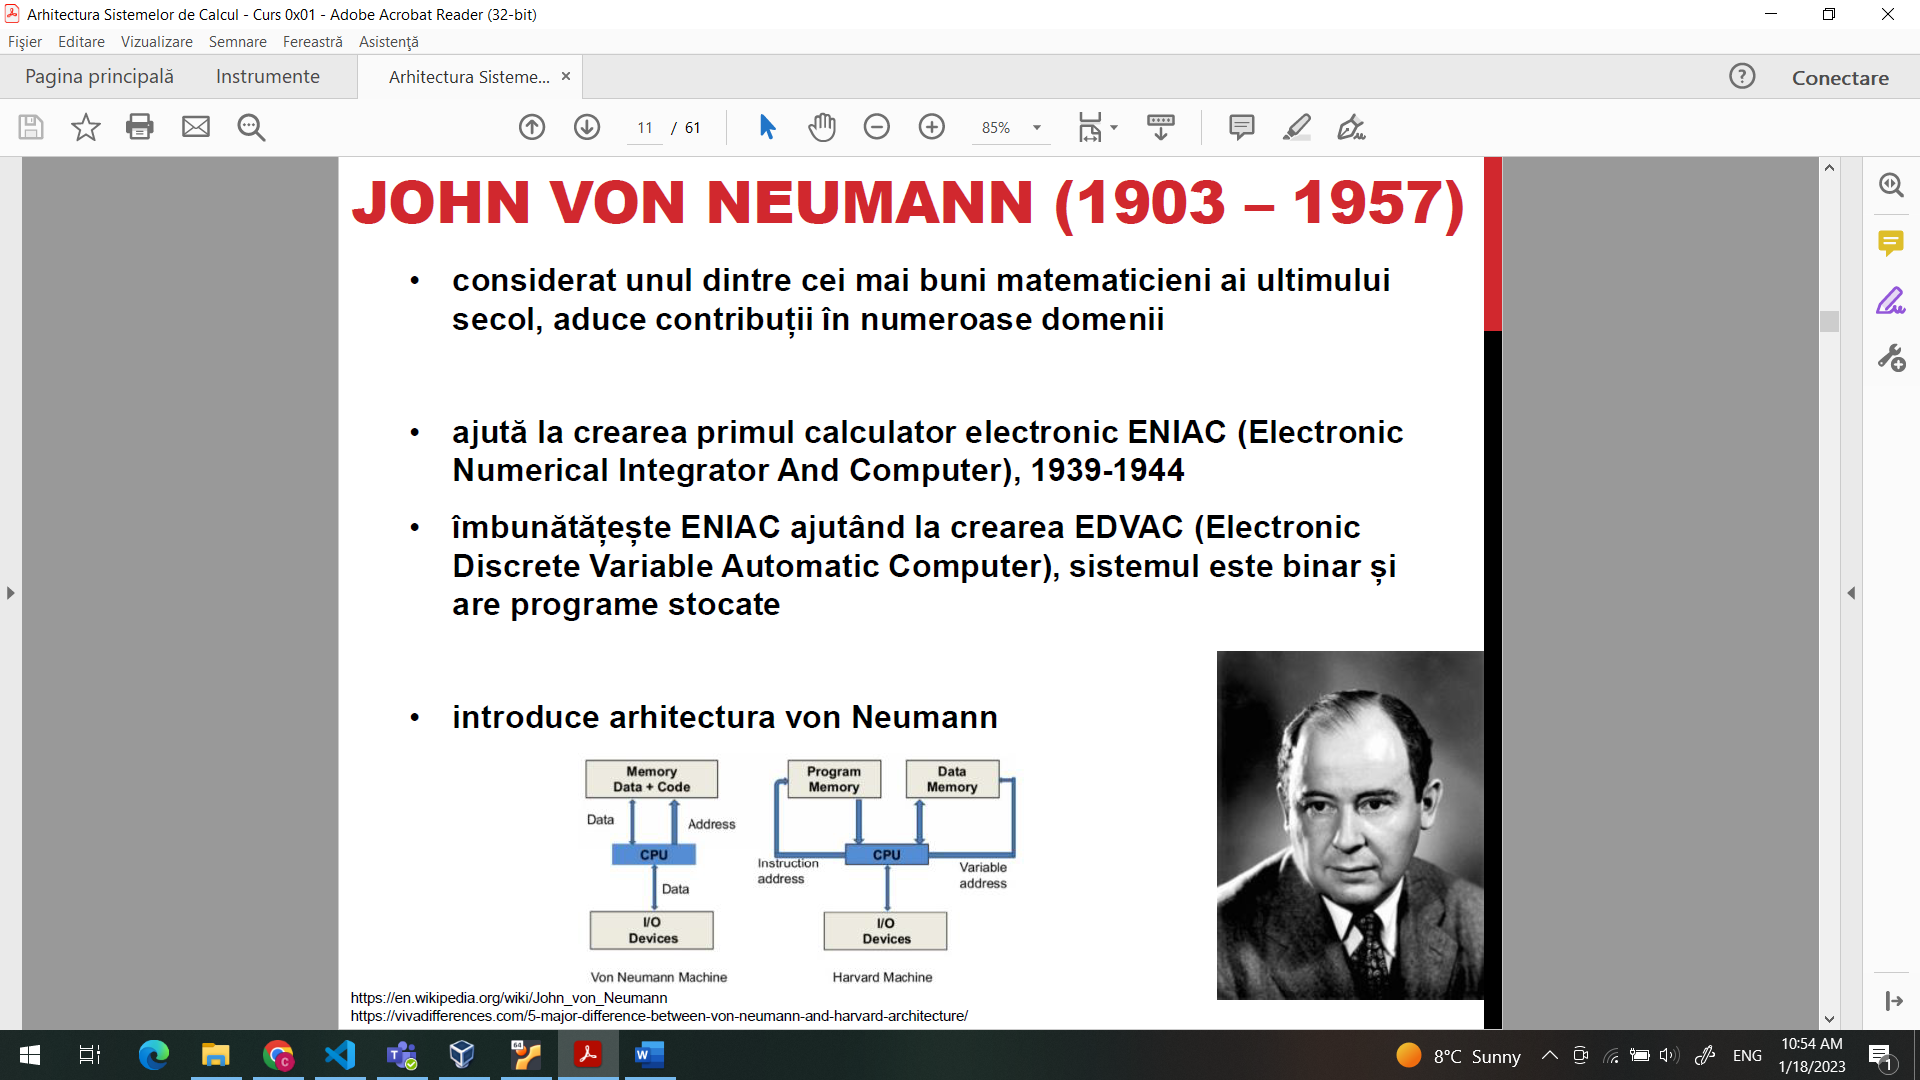 Arhitectura Sistemelor de Calcul - Curs 0x01 - Adobe Acrobat Reader (32-bit)
Fișier Editare Vizualizare Semnare Fereastră Asistență
Pagina principală Instrumente Arhitectura Sisteme... × ? Conectare
11 / 61 85%
JOHN VON NEUMANN (1903 – 1957)
• considerat unul dintre cei mai buni matematicieni ai ultimului
secol, aduce contribuții în numeroase domenii
• ajută la crearea primul calculator electronic ENIAC (Electronic
Numerical Integrator And Computer), 1939-1944
• îmbunătățește ENIAC ajutând la crearea EDVAC (Electronic
Discrete Variable Automatic Computer), sistemul este binar și
are programe stocate
• introduce arhitectura von Neumann
Memory
Data + Code
Data
Address
CPU
Data
I/O
Devices
Von Neumann Machine
Program
Memory
Data
Memory
Instruction
address
CPU
Variable
address
I/O
Devices
Harvard Machine
https://en.wikipedia.org/wiki/John_von_Neumann
https://vivadifferences.com/5-major-difference-between-von-neumann-and-harvard-architecture/
C
64
W
8°C Sunny
ENG
10:54 AM
1/18/2023
1